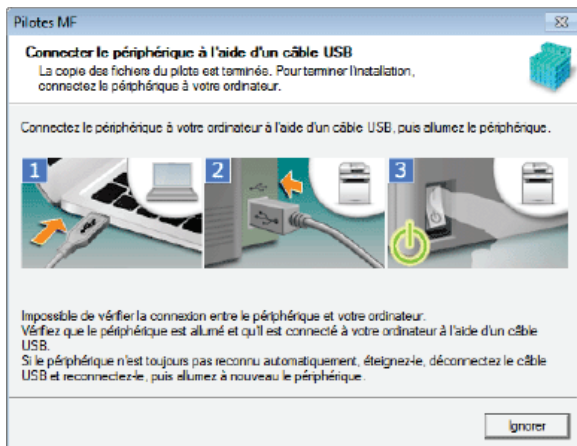 Pilotes MF
Connecter le périphérique à l'aide d'un câble USB
La copie des fichiers du pilote est terminée. Pour terminer l'installation,
connectez le périphérique à votre ordinateur.
Connectez le périphérique à votre ordinateur à l'aide d'un câble USB, puis allumez le périphérique.
1 2 3
Impossible de vérifier la connexion entre le périphérique et votre ordinateur.
Vérifiez que le périphérique est allumé et qu'il est connecté à votre ordinateur à l'aide d'un câble
USB.
Si le périphérique n'est toujours pas reconnu automatiquement, éteignez-le, déconnectez le câble
USB et reconnectez-le, puis allumez à nouveau le périphérique.
Ignorer